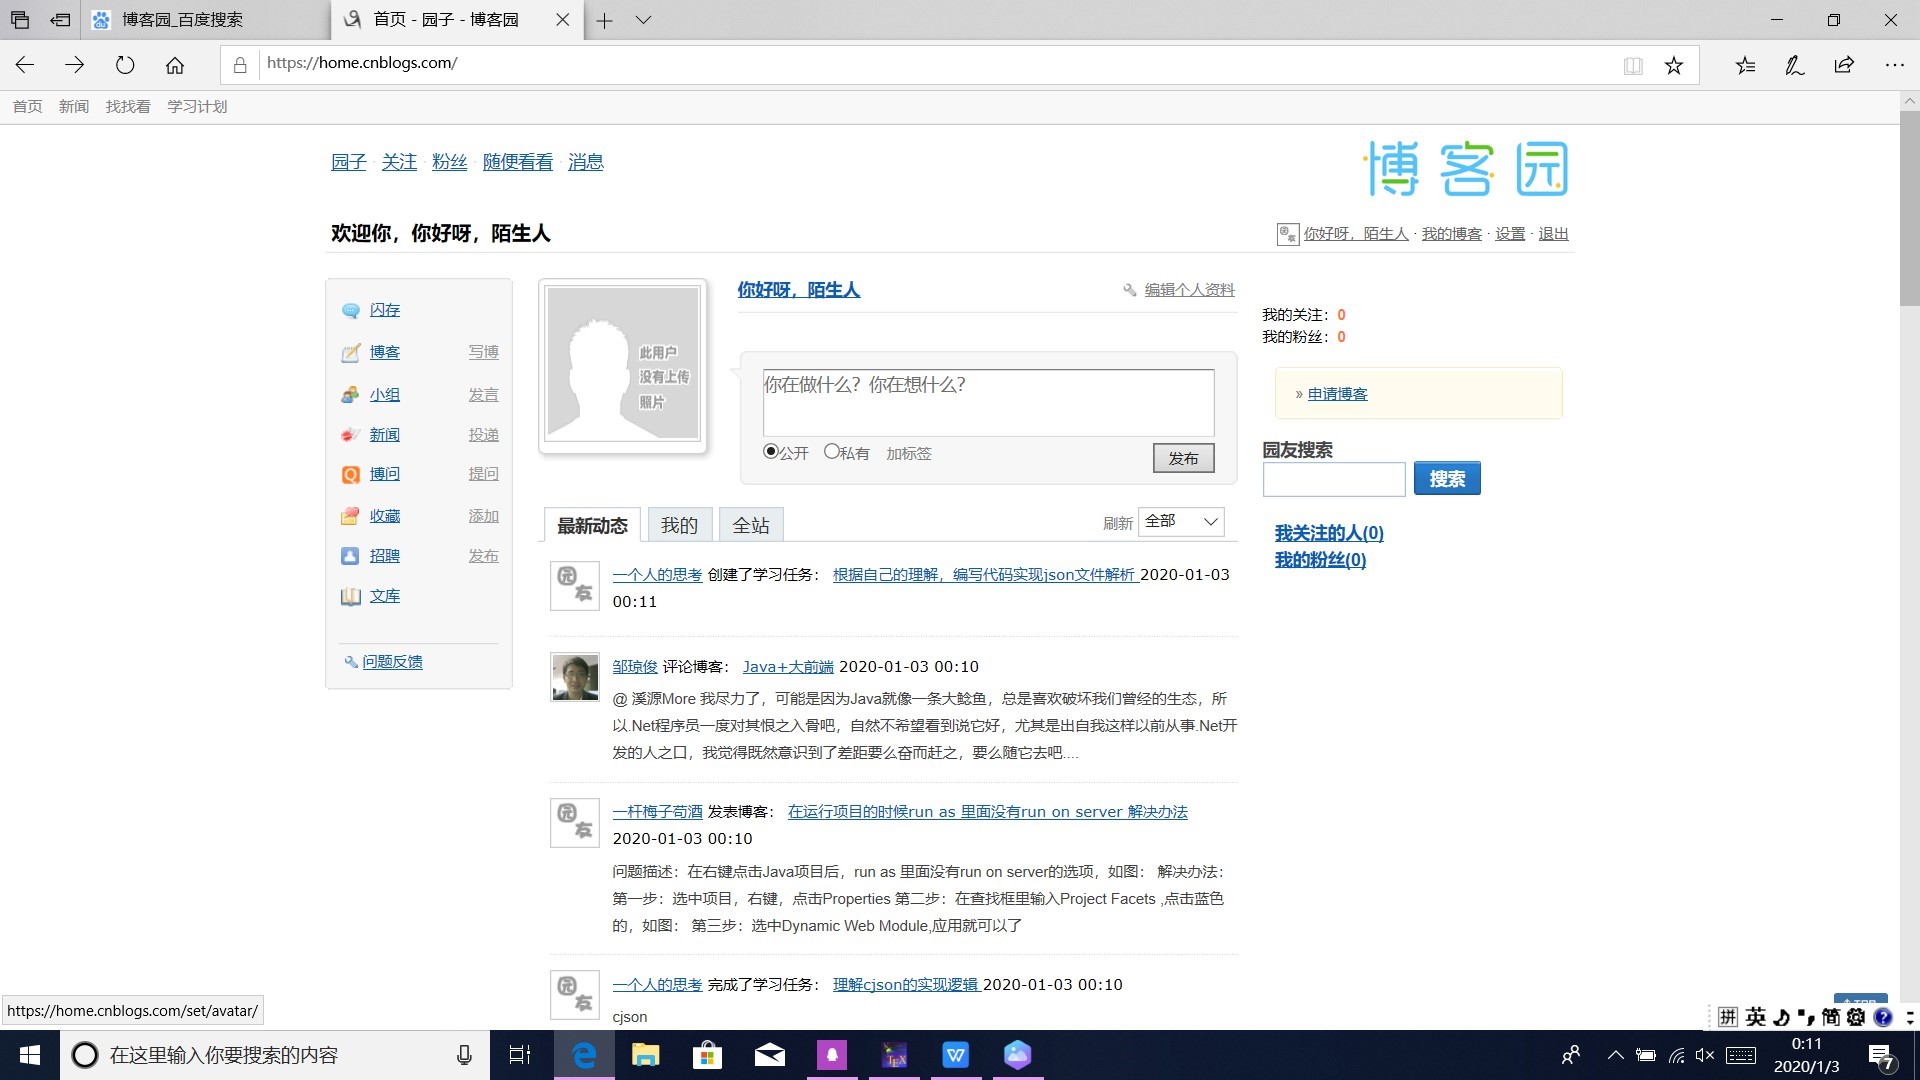 博客园_百度搜索
首页 - 园子 - 博客园
https://home.cnblogs.com/
首页 新闻 找找看 学习计划
园子 · 关注 · 粉丝 · 随便看看 · 消息
博客园
欢迎你，你好呀，陌生人
你好呀，陌生人 · 我的博客 · 设置 · 退出
闪存
博客 写博
小组 发言
新闻 投递
博问 提问
收藏 添加
招聘 发布
文库
问题反馈
此用户
没有上传
照片
你好呀，陌生人
编辑个人资料
你在做什么？你在想什么？
公开 私有 加标签
发布
我的关注：0
我的粉丝：0
» 申请博客
园友搜索
搜索
我关注的人(0)
我的粉丝(0)
最新动态 我的 全站
刷新 全部
园友
一个人的思考 创建了学习任务： 根据自己的理解，编写代码实现json文件解析 2020-01-03
00:11
邹琼俊 评论博客： Java+大前端 2020-01-03 00:10
@ 溪源More 我尽力了，可能是因为Java就像一条大鲶鱼，总是喜欢破坏我们曾经的生态，所
以.Net程序员一度对其恨之入骨吧，自然不希望看到说它好，尤其是出自我这样以前从事.Net开
发的人之口，我觉得既然意识到了差距要么奋而赶之，要么随它去吧....
园友
一杆梅子荀酒 发表博客： 在运行项目的时候run as 里面没有run on server 解决办法
2020-01-03 00:10
问题描述：在右键点击Java项目后，run as 里面没有run on server的选项，如图： 解决办法：
第一步：选中项目，右键，点击Properties 第二步：在查找框里输入Project Facets ,点击蓝色
的，如图： 第三步：选中Dynamic Web Module,应用就可以了
园友
一个人的思考 完成了学习任务： 理解cjson的实现逻辑 2020-01-03 00:10
cjson
https://home.cnblogs.com/set/avatar/
拼 英 简
在这里输入你要搜索的内容
0:11
2020/1/3
7